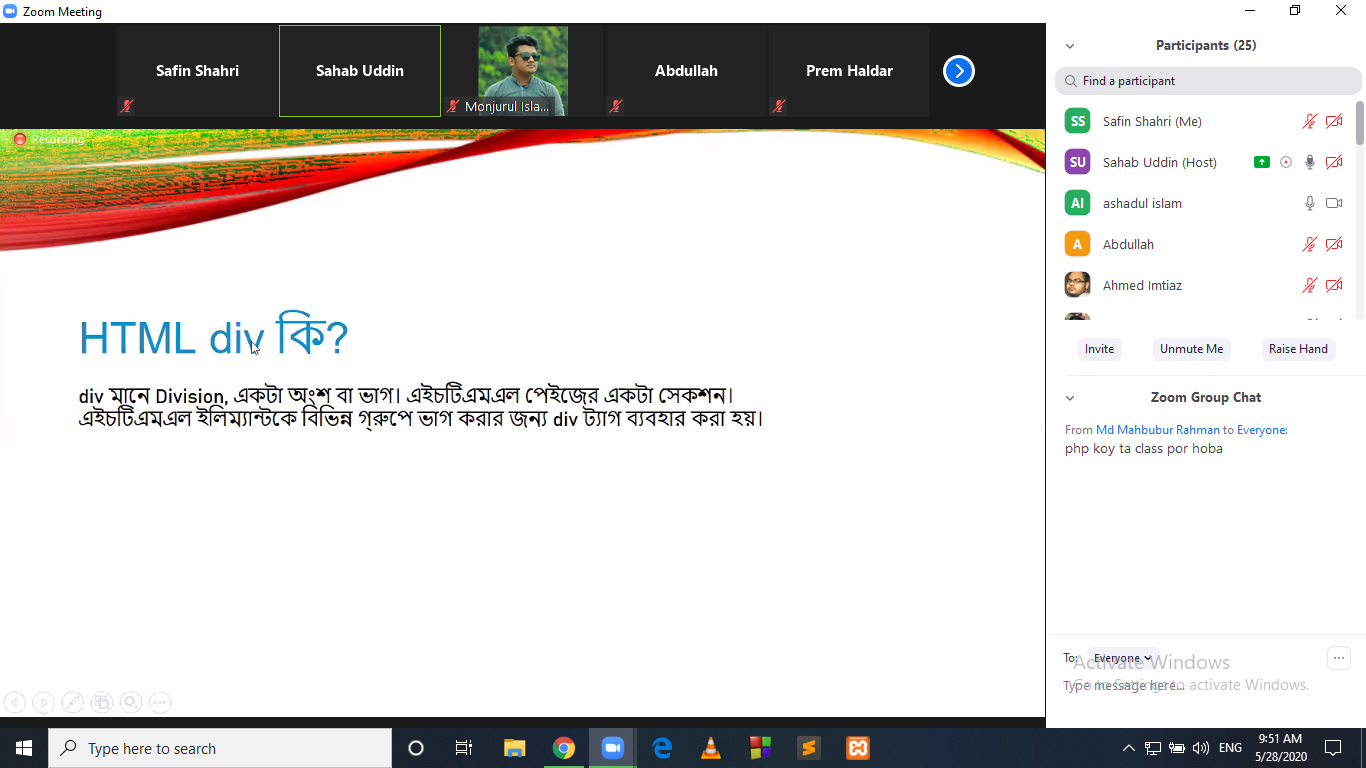 Zoom Meeting
Safin Shahri
Sahab Uddin
Monjurul Isla...
Abdullah
Prem Haldar
Recording
HTML div কি?
div মানে Division, একটা অংশ বা ভাগ। এইচটিএমএল পেইজের একটা সেকশন।
এইচটিএমএল ইলিম্যান্টকে বিভিন্ন গ্রুপে ভাগ করার জন্য div ট্যাগ ব্যবহার করা হয়।
Participants (25)
Find a participant
SS Safin Shahri (Me)
SU Sahab Uddin (Host)
AI ashadul islam
A Abdullah
Ahmed Imtiaz
Invite Unmute Me Raise Hand
Zoom Group Chat
From Md Mahbubur Rahman to Everyone:
php koy ta class por hoba
To: Everyone
Activate Windows
Type message here...
Go to Settings to activate Windows.
Type here to search
ENG
9:51 AM
5/28/2020